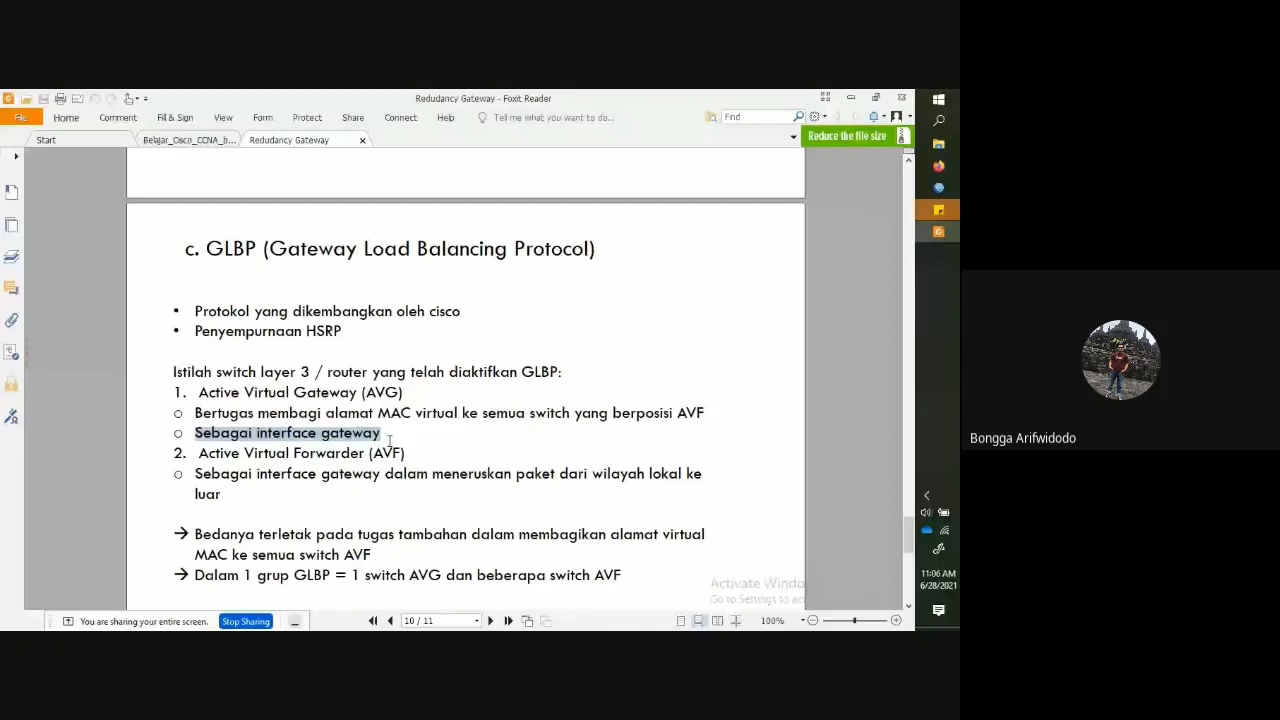 Redudancy Gateway - Foxit Reader
File Home Comment Fill & Sign View Form Protect Share Connect Help Tell me what you want to do.. Find
Start Belajar_Cisco_CCNA_b... Redudancy Gateway Reduce the file size
c. GLBP (Gateway Load Balancing Protocol)
• Protokol yang dikembangkan oleh cisco
• Penyempurnaan HSRP
Istilah switch layer 3 / router yang telah diaktifkan GLBP:
1. Active Virtual Gateway (AVG)
o Bertugas membagi alamat MAC virtual ke semua switch yang berposisi AVF
o Sebagai interface gateway
2. Active Virtual Forwarder (AVF)
o Sebagai interface gateway dalam meneruskan paket dari wilayah lokal ke
luar
→ Bedanya terletak pada tugas tambahan dalam membagikan alamat virtual
MAC ke semua switch AVF
→ Dalam 1 grup GLBP = 1 switch AVG dan beberapa switch AVF
Activate Windo
Go to Settings to act
You are sharing your entire screen. Stop Sharing 10 / 11 100%
11:06 AM
6/28/2021
Bongga Arifwidodo